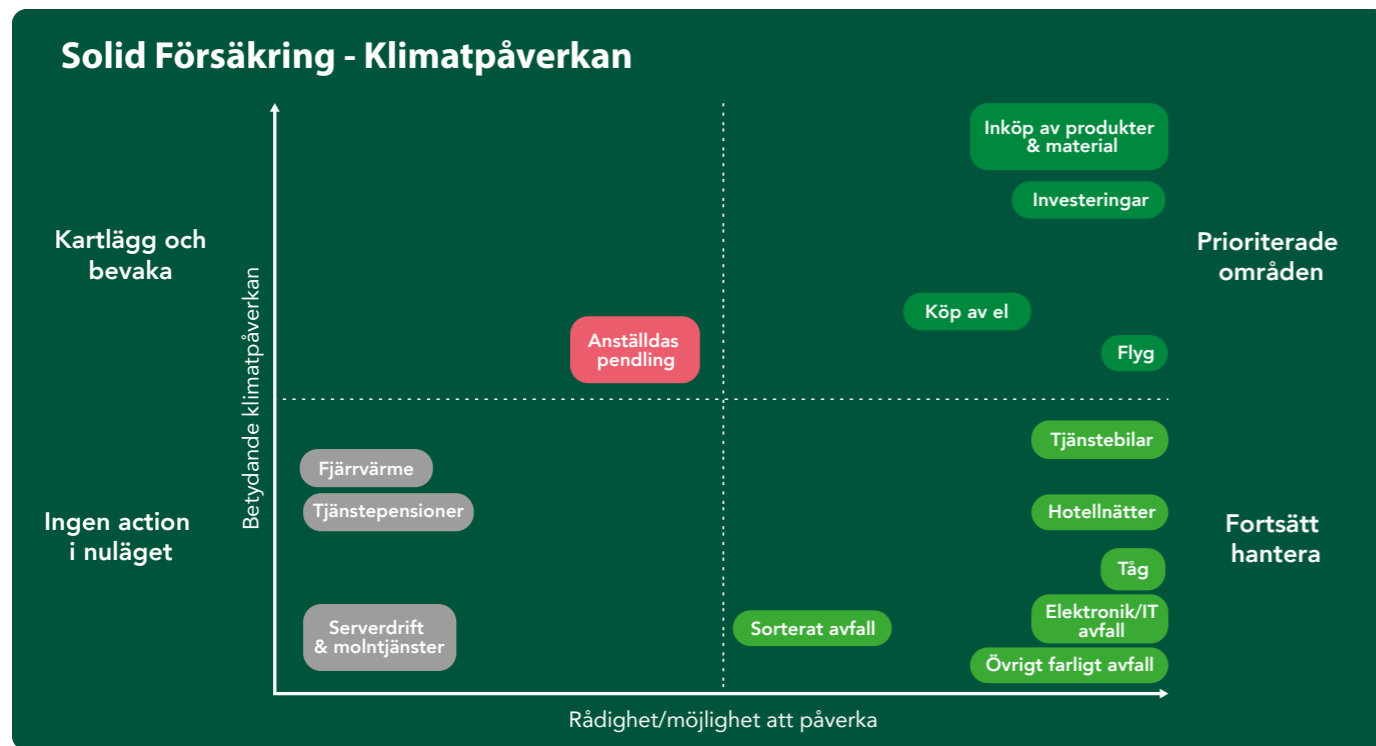 Solid Försäkring - Klimatpåverkan
Inköp av produkter
& material
Investeringar
Kartlägg och
bevaka
Prioriterade
områden
Köp av el
Anställdas
pendling
Flyg
Betydande klimatpåverkan
Tjänstebilar
Fjärrvärme
Tjänstepensioner
Hotellnätter
Ingen action
i nuläget
Fortsätt
hantera
Tåg
Serverdrift
& molntjänster
Sorterat avfall
Elektronik/IT
avfall
Övrigt farligt avfall
Rådighet/möjlighet att påverka